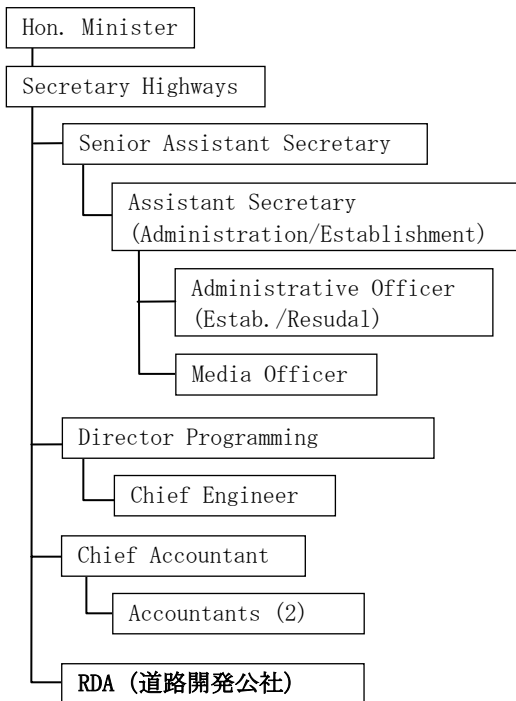 Hon. Minister
Secretary Highways
Senior Assistant Secretary
Assistant Secretary
(Administration/Establishment)
Administrative Officer
(Estab./Resudal)
Media Officer
Director Programming
Chief Engineer
Chief Accountant
Accountants (2)
RDA (道路開発公社)